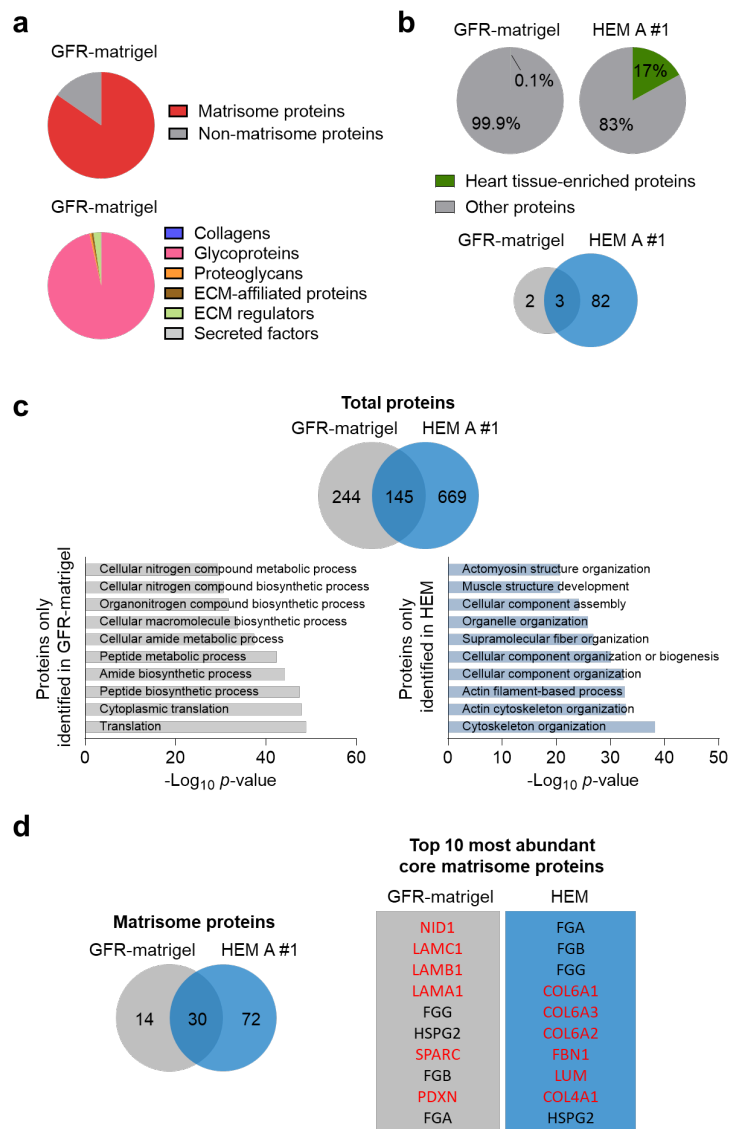 a
GFR-matrigel
Matrisome proteins
Non-matrisome proteins
GFR-matrigel
Collagens
Glycoproteins
Proteoglycans
ECM-affiliated proteins
ECM regulators
Secreted factors
b
GFR-matrigel
HEM A #1
0.1%
99.9%
17%
83%
Heart tissue-enriched proteins
Other proteins
GFR-matrigel
HEM A #1
2
3
82
c
Total proteins
GFR-matrigel
HEM A #1
244
145
669
Proteins only
identified in GFR-matrigel
Cellular nitrogen compound metabolic process
Cellular nitrogen compound biosynthetic process
Organonitrogen compound biosynthetic process
Cellular macromolecule biosynthetic process
Cellular amide metabolic process
Peptide metabolic process
Amide biosynthetic process
Peptide biosynthetic process
Cytoplasmic translation
Translation
0 20 40 60
-Log10 p-value
Proteins only
identified in HEM
Actomyosin structure organization
Muscle structure development
Cellular component assembly
Organelle organization
Supramolecular fiber organization
Cellular component organization or biogenesis
Cellular component organization
Actin filament-based process
Actin cytoskeleton organization
Cytoskeleton organization
0 10 20 30 40 50
-Log10 p-value
d
Matrisome proteins
GFR-matrigel
HEM A #1
14
30
72
Top 10 most abundant
core matrisome proteins
GFR-matrigel
NID1
LAMC1
LAMB1
LAMA1
FGG
HSPG2
SPARC
FGB
PDXN
FGA
HEM
FGA
FGB
FGG
COL6A1
COL6A3
COL6A2
FBN1
LUM
COL4A1
HSPG2